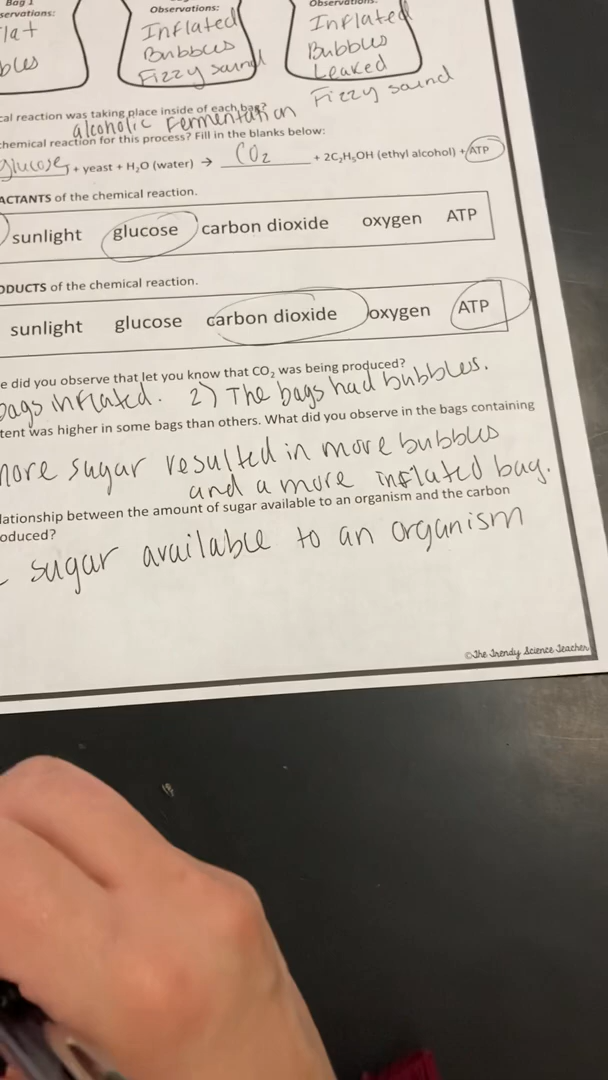 Bag 1
servations:
lat
bles
Observations:
Inflated
Bubbles
Fizzy sound
Observations:
Inflated
Bubbles
Leaked
Fizzy sound
cal reaction was taking place inside of each bag?
alcoholic fermentation
chemical reaction for this process? Fill in the blanks below:
glucose + yeast + H₂O (water) → CO₂ + 2C₂H₅OH (ethyl alcohol) + ATP
ACTANTS of the chemical reaction.
sunlight glucose carbon dioxide oxygen ATP
ODUCTS of the chemical reaction.
sunlight glucose carbon dioxide oxygen ATP
e did you observe that let you know that CO₂ was being produced?
bags inflated. 2) The bags had bubbles.
tent was higher in some bags than others. What did you observe in the bags containing
more sugar resulted in more bubbles
and a more inflated bag.
lationship between the amount of sugar available to an organism and the carbon
oduced?
sugar available to an organism
©The Trendy Science Teacher